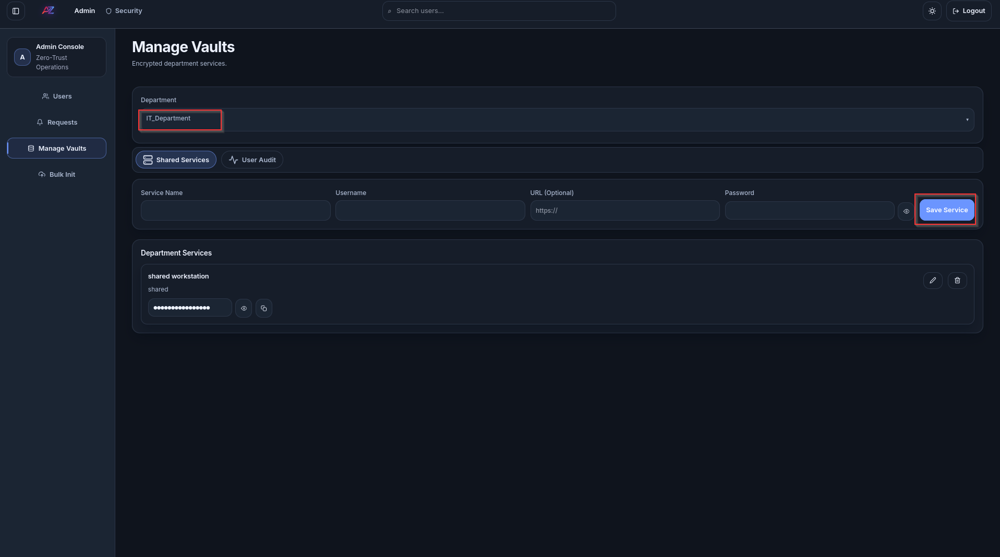 AZ
Admin
Security
Search users...
Logout
A
Admin Console
Zero-Trust
Operations
Users
Requests
Manage Vaults
Bulk Init
Manage Vaults
Encrypted department services.
Department
IT_Department
Shared Services
User Audit
Service Name
Username
URL (Optional)
Password
https://
Save Service
Department Services
shared workstation
shared